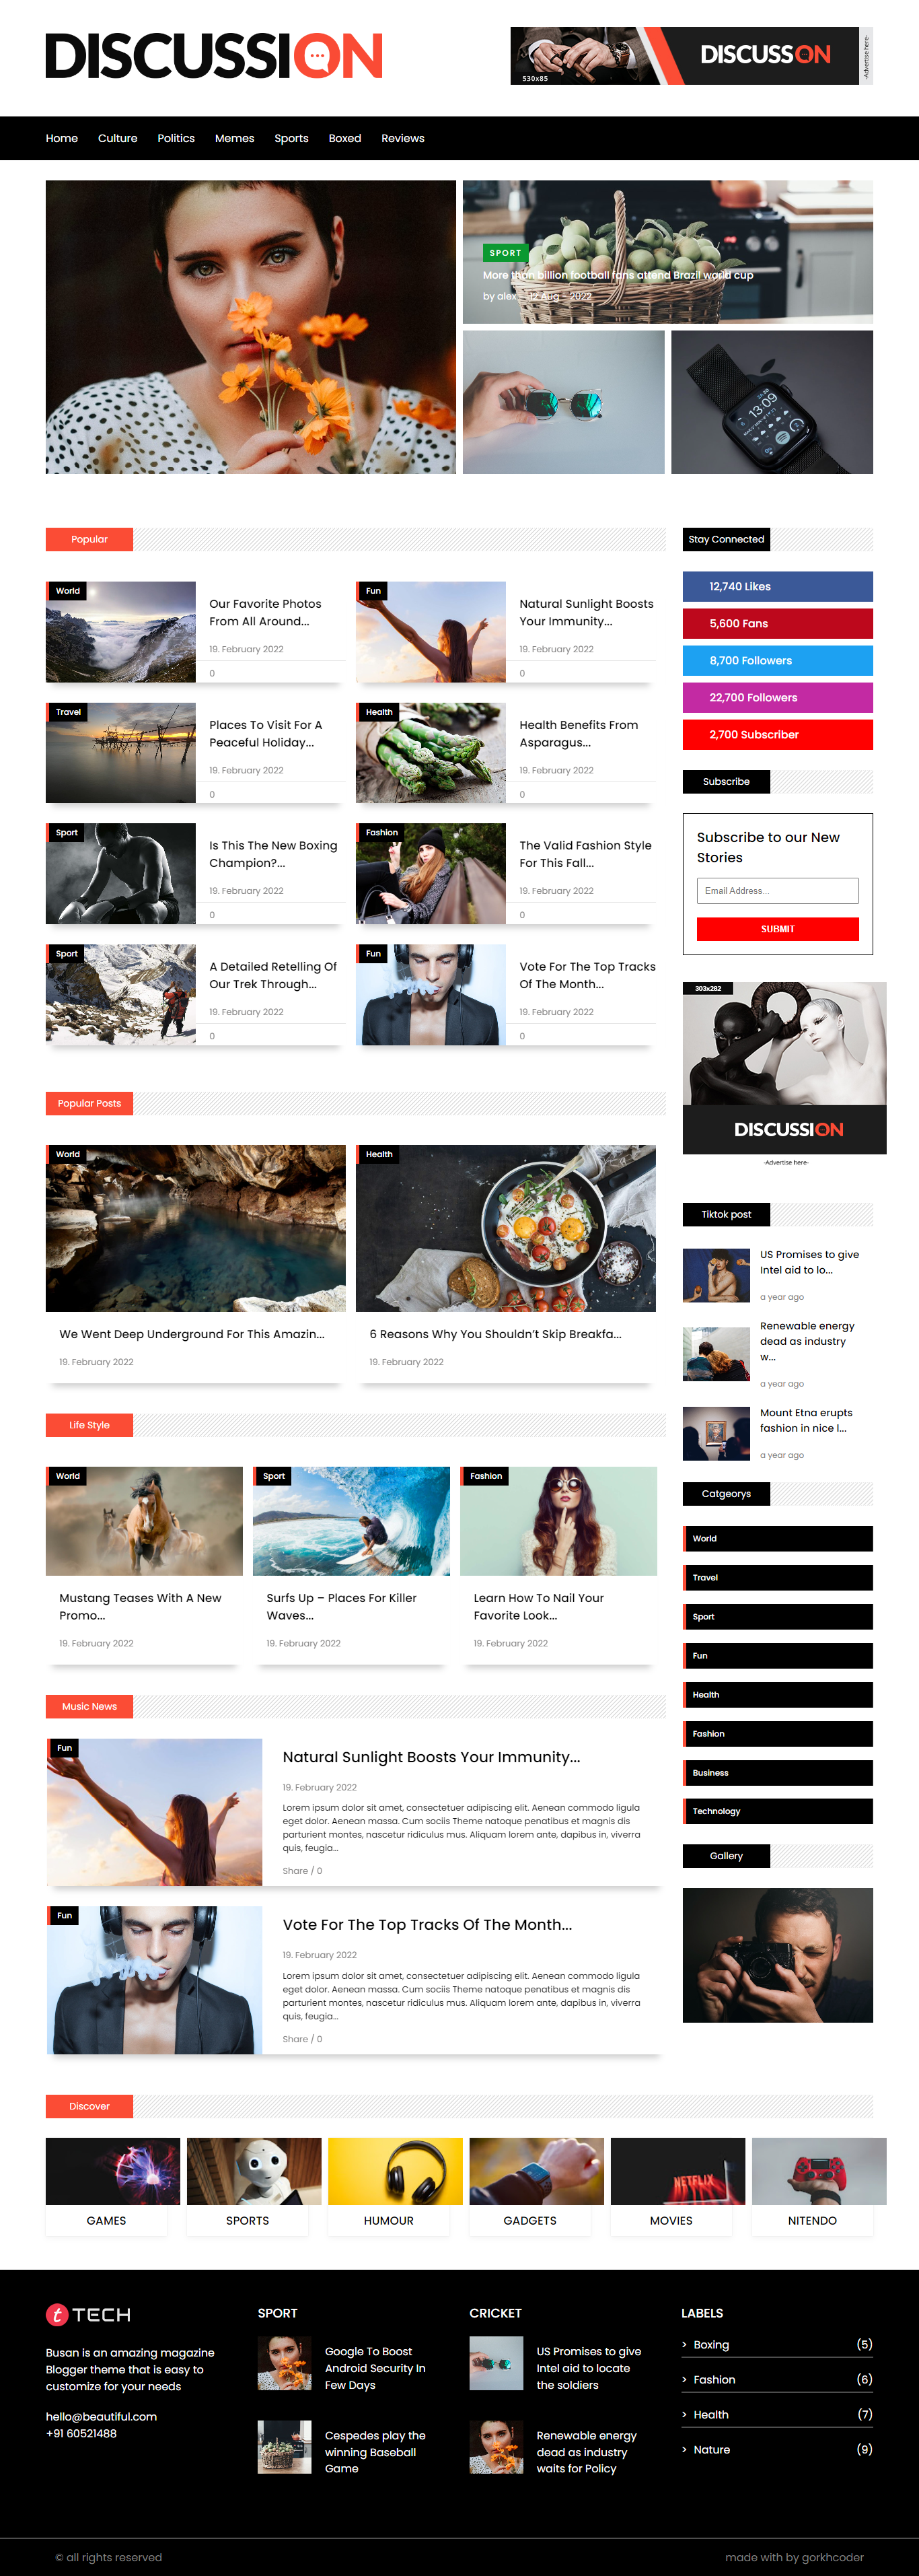 DISCUSSION
530x85
DISCUSSON
-Advertise here-
Home Culture Politics Memes Sports Boxed Reviews
SPORT
More than billion football fans attend Brazil world cup
by alex - 12 Aug - 2022
13:09
Popular
World
Our Favorite Photos
From All Around...
19. February 2022
0
Fun
Natural Sunlight Boosts
Your Immunity...
19. February 2022
0
Travel
Places To Visit For A
Peaceful Holiday...
19. February 2022
0
Health
Health Benefits From
Asparagus...
19. February 2022
0
Sport
Is This The New Boxing
Champion?...
19. February 2022
0
Fashion
The Valid Fashion Style
For This Fall...
19. February 2022
0
Sport
A Detailed Retelling Of
Our Trek Through...
19. February 2022
0
Fun
Vote For The Top Tracks
Of The Month...
19. February 2022
0
Popular Posts
World
We Went Deep Underground For This Amazin...
19. February 2022
Health
6 Reasons Why You Shouldn't Skip Breakfa...
19. February 2022
Life Style
World
Mustang Teases With A New
Promo...
19. February 2022
Sport
Surfs Up – Places For Killer
Waves...
19. February 2022
Fashion
Learn How To Nail Your
Favorite Look...
19. February 2022
Music News
Fun
Natural Sunlight Boosts Your Immunity...
19. February 2022
Lorem ipsum dolor sit amet, consectetuer adipiscing elit. Aenean commodo ligula
eget dolor. Aenean massa. Cum sociis Theme natoque penatibus et magnis dis
parturient montes, nascetur ridiculus mus. Aliquam lorem ante, dapibus in, viverra
quis, feugia...
Share / 0
Fun
Vote For The Top Tracks Of The Month...
19. February 2022
Lorem ipsum dolor sit amet, consectetuer adipiscing elit. Aenean commodo ligula
eget dolor. Aenean massa. Cum sociis Theme natoque penatibus et magnis dis
parturient montes, nascetur ridiculus mus. Aliquam lorem ante, dapibus in, viverra
quis, feugia...
Share / 0
Stay Connected
12,740 Likes
5,600 Fans
8,700 Followers
22,700 Followers
2,700 Subscriber
Subscribe
Subscribe to our New
Stories
Email Address...
SUBMIT
303x282
DISCUSSION
-Advertise here-
Tiktok post
US Promises to give
Intel aid to lo...
a year ago
Renewable energy
dead as industry
w...
a year ago
Mount Etna erupts
fashion in nice l...
a year ago
Catgeorys
World
Travel
Sport
Fun
Health
Fashion
Business
Technology
Gallery
Discover
NETFLIX
GAMES SPORTS HUMOUR GADGETS MOVIES NITENDO
t TECH
Busan is an amazing magazine
Blogger theme that is easy to
customize for your needs
hello@beautiful.com
+91 60521488
SPORT
Google To Boost
Android Security In
Few Days
Cespedes play the
winning Baseball
Game
CRICKET
US Promises to give
Intel aid to locate
the soldiers
Renewable energy
dead as industry
waits for Policy
LABELS
> Boxing (5)
> Fashion (6)
> Health (7)
> Nature (9)
© all rights reserved
made with by gorkhcoder